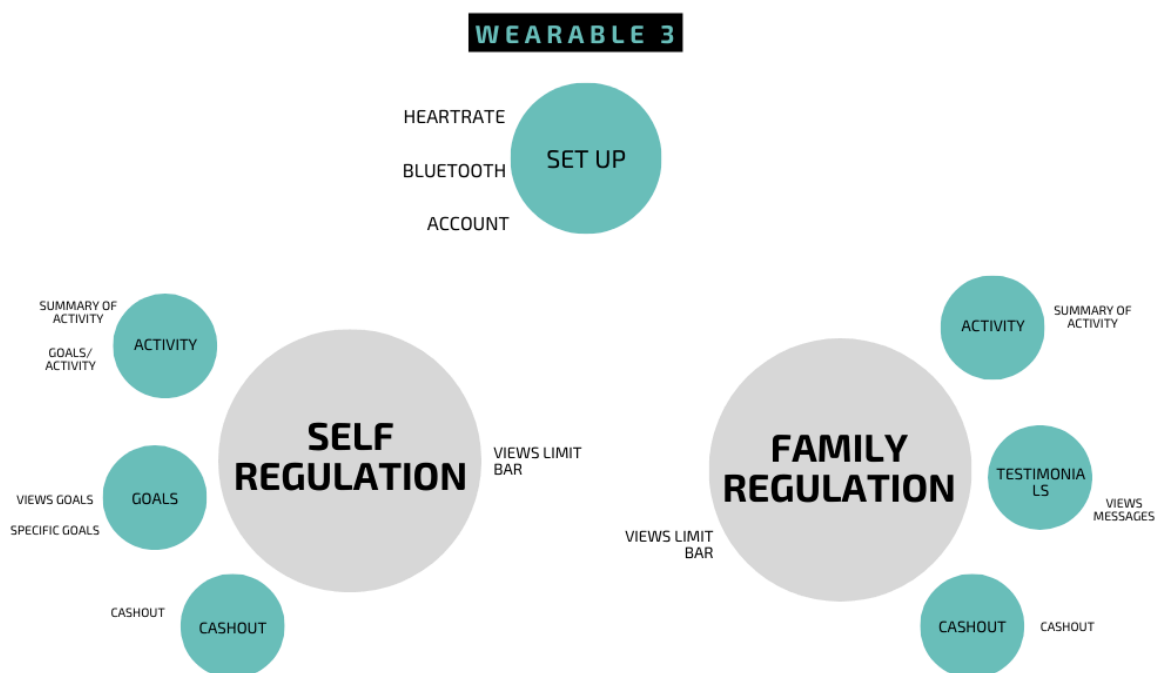 WEARABLE 3
HEARTRATE
BLUETOOTH
ACCOUNT
SET UP
SUMMARY OF
ACTIVITY
GOALS/
ACTIVITY
ACTIVITY
VIEWS GOALS
SPECIFIC GOALS
GOALS
CASHOUT
CASHOUT
SELF
REGULATION
VIEWS LIMIT
BAR
FAMILY
REGULATION
VIEWS LIMIT
BAR
ACTIVITY
SUMMARY OF
ACTIVITY
TESTIMONIA
LS
VIEWS
MESSAGES
CASHOUT
CASHOUT